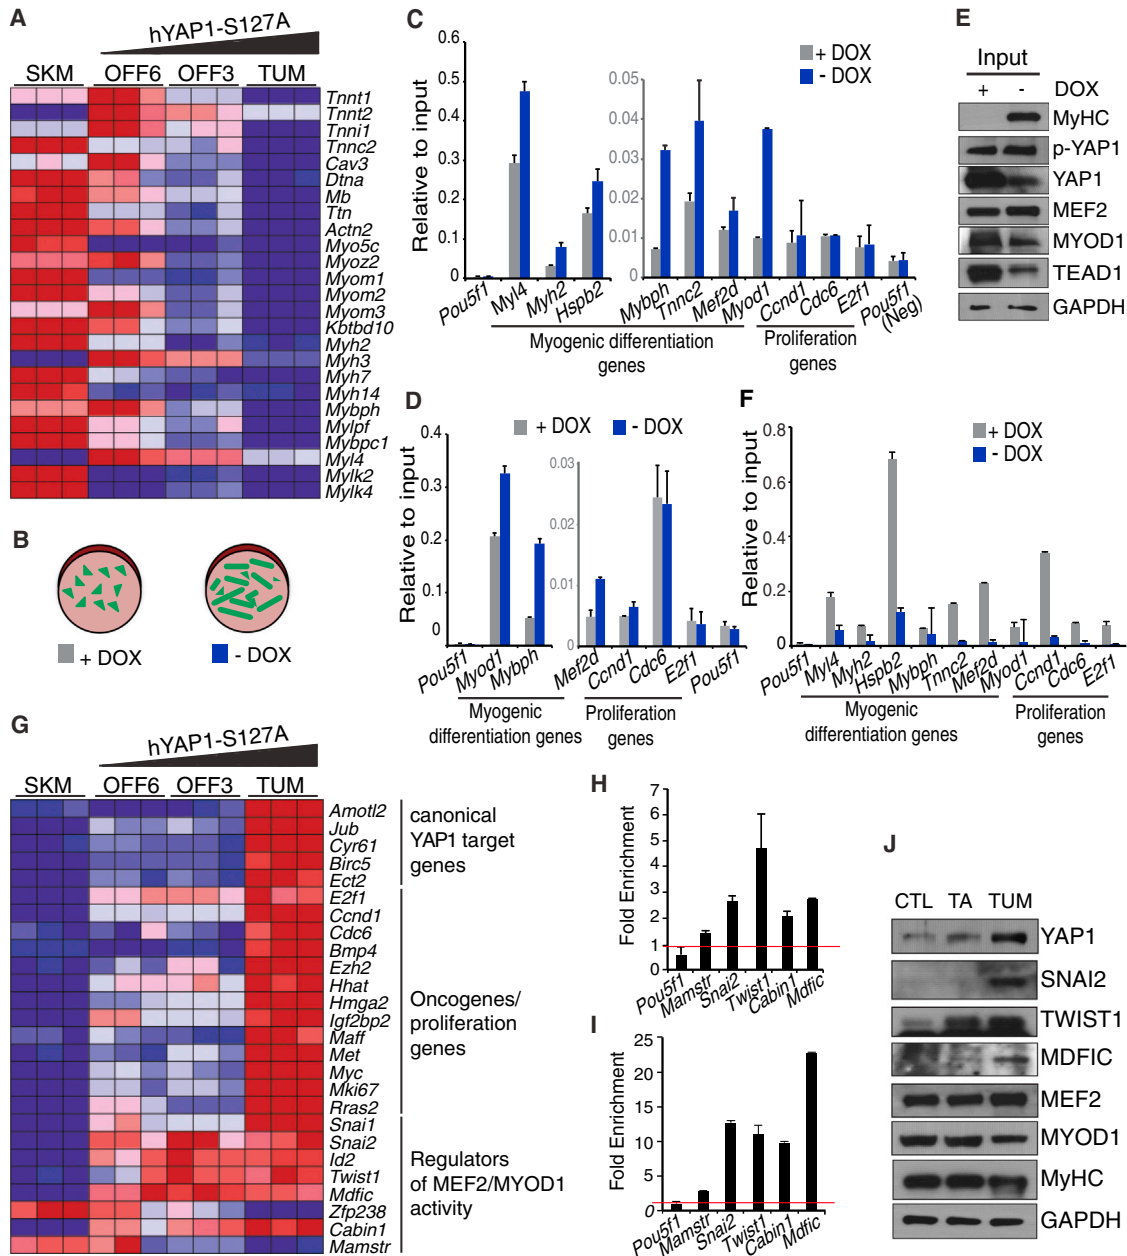 A
hYAP1-S127A
SKM OFF6 OFF3 TUM
Tnnt1
Tnnt2
Tnni1
Tnnc2
Cav3
Dtna
Mb
Ttn
Actn2
Myo5c
Myoz2
Myom1
Myom2
Myom3
Kbtbd10
Myh2
Myh3
Myh7
Myh14
Mybph
Mylpf
Mybpc1
Myl4
Mylk2
Mylk4
B
+ DOX
- DOX
C
+ DOX
- DOX
Relative to input
0.6
0.5
0.4
0.3
0.2
0.1
0
0.05
0.04
0.03
0.02
0.01
0
Pou5f1 Myl4 Myh2 Hspb2 Mybph Tnnc2 Mef2d Myod1 Ccnd1 Cdc6 E2f1 Pou5f1 (Neg)
Myogenic differentiation
genes
Proliferation
genes
D
+ DOX - DOX
Relative to input
0.4
0.3
0.2
0.1
0
0.03
0.02
0.01
0
Pou5f1 Myod1 Mybph Mef2d Ccnd1 Cdc6 E2f1 Pou5f1
Myogenic
differentiation genes
Proliferation
genes
E
Input
+ - DOX
MyHC
p-YAP1
YAP1
MEF2
MYOD1
TEAD1
GAPDH
F
+ DOX
- DOX
Relative to input
0.8
0.6
0.4
0.2
0
Pou5f1 Myl4 Myh2 Hspb2 Mybph Tnnc2 Mef2d Myod1 Ccnd1 Cdc6 E2f1
Myogenic
differentiation genes
Proliferation
genes
G
hYAP1-S127A
SKM OFF6 OFF3 TUM
Amotl2
Jub
Cyr61
Birc5
Ect2
E2f1
Ccnd1
Cdc6
Bmp4
Ezh2
Hhat
Hmga2
Igf2bp2
Maff
Met
Myc
Mki67
Rras2
Snai1
Snai2
Id2
Twist1
Mdfic
Zfp238
Cabin1
Mamstr
canonical
YAP1 target
genes
Oncogenes/
proliferation
genes
Regulators
of MEF2/MYOD1
activity
H
Fold Enrichment
7
6
5
4
3
2
1
0
Pou5f1 Mamstr Snai2 Twist1 Cabin1 Mdfic
I
Fold Enrichment
25
20
15
10
5
0
Pou5f1 Mamstr Snai2 Twist1 Cabin1 Mdfic
J
CTL TA TUM
YAP1
SNAI2
TWIST1
MDFIC
MEF2
MYOD1
MyHC
GAPDH